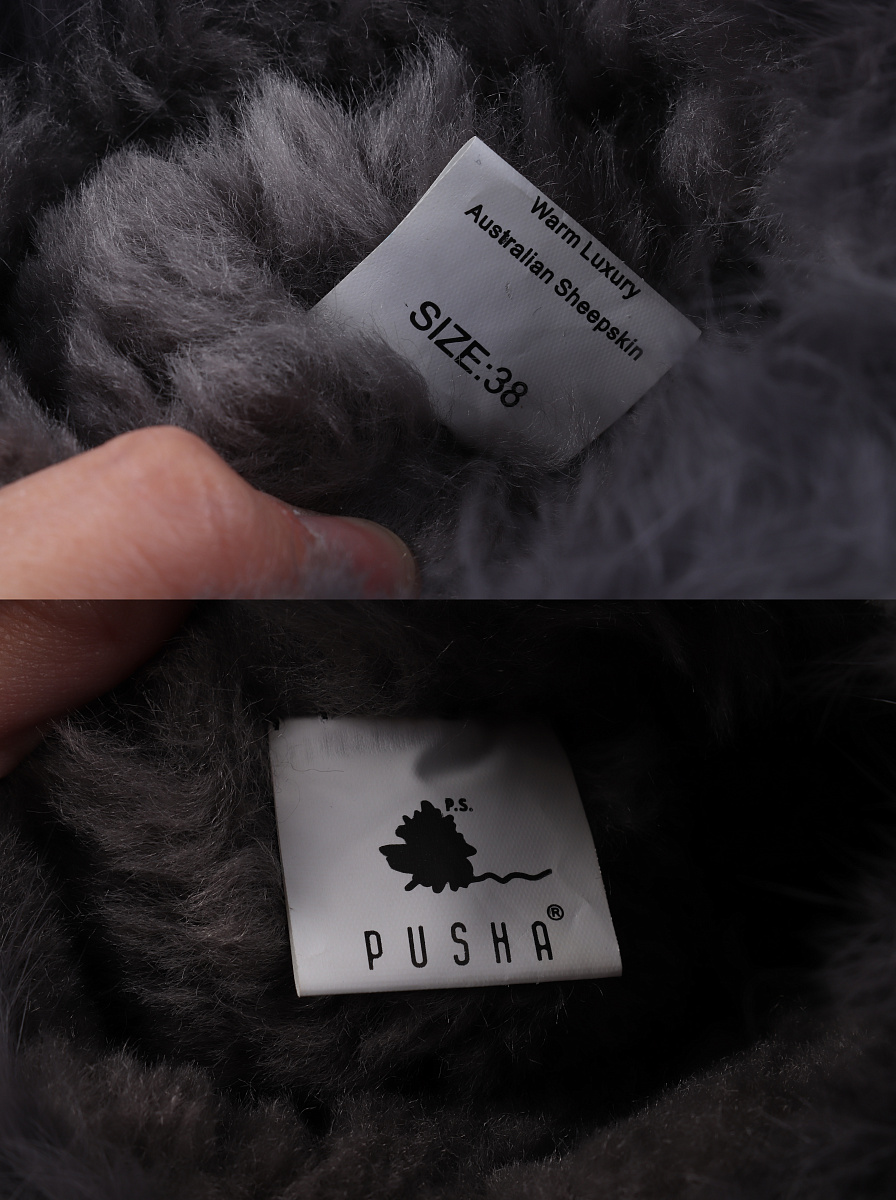 Warm Luxury
Australian Sheepskin
SIZE:38
P.S.
PUSHA®